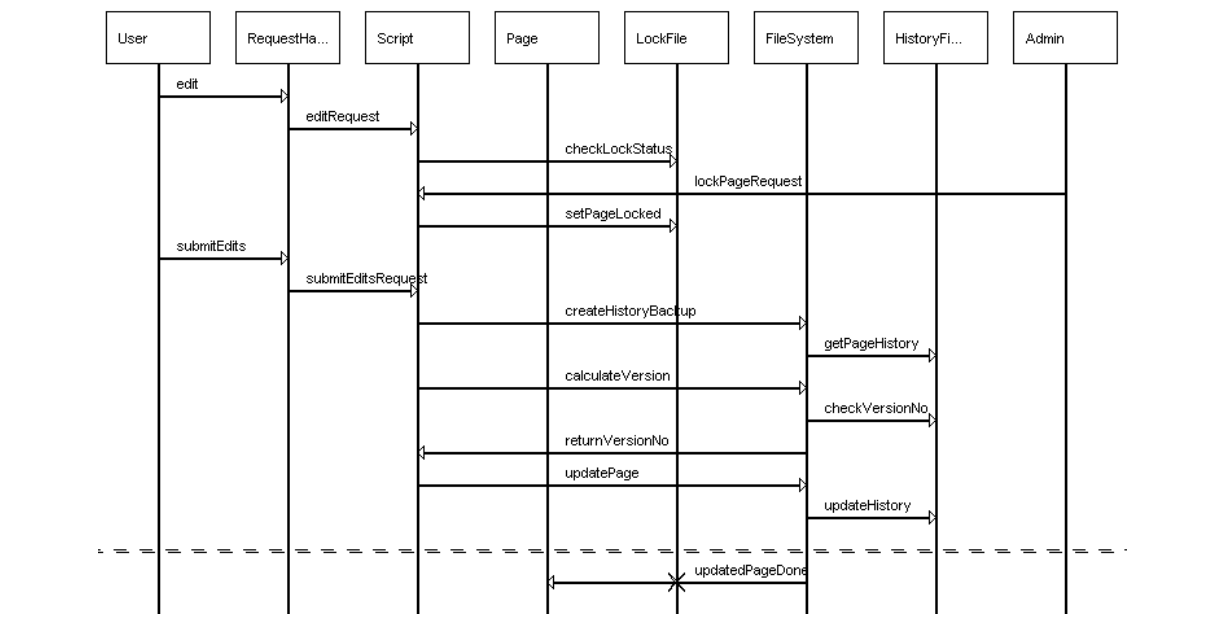 User RequestHa... Script Page LockFile FileSystem HistoryFi... Admin
edit
editRequest
checkLockStatus
lockPageRequest
setPageLocked
submitEdits
submitEditsRequest
createHistoryBackup
getPageHistory
calculateVersion
checkVersionNo
returnVersionNo
updatePage
updateHistory
updatedPageDone